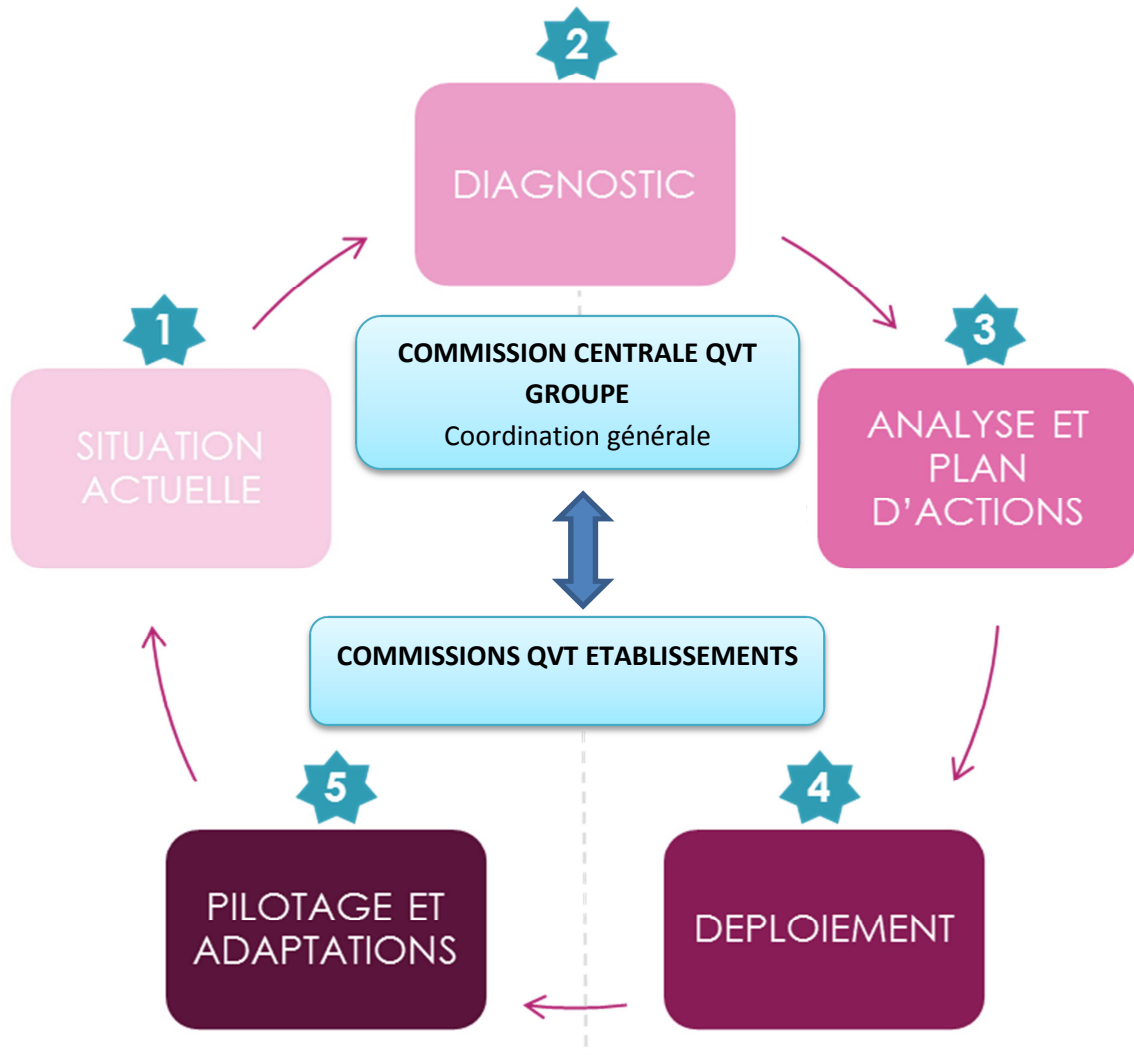 2
DIAGNOSTIC
1
SITUATION
ACTUELLE
COMMISSION CENTRALE QVT
GROUPE
Coordination générale
3
ANALYSE ET
PLAN
D'ACTIONS
COMMISSIONS QVT ETABLISSEMENTS
5
PILOTAGE ET
ADAPTATIONS
4
DEPLOIEMENT